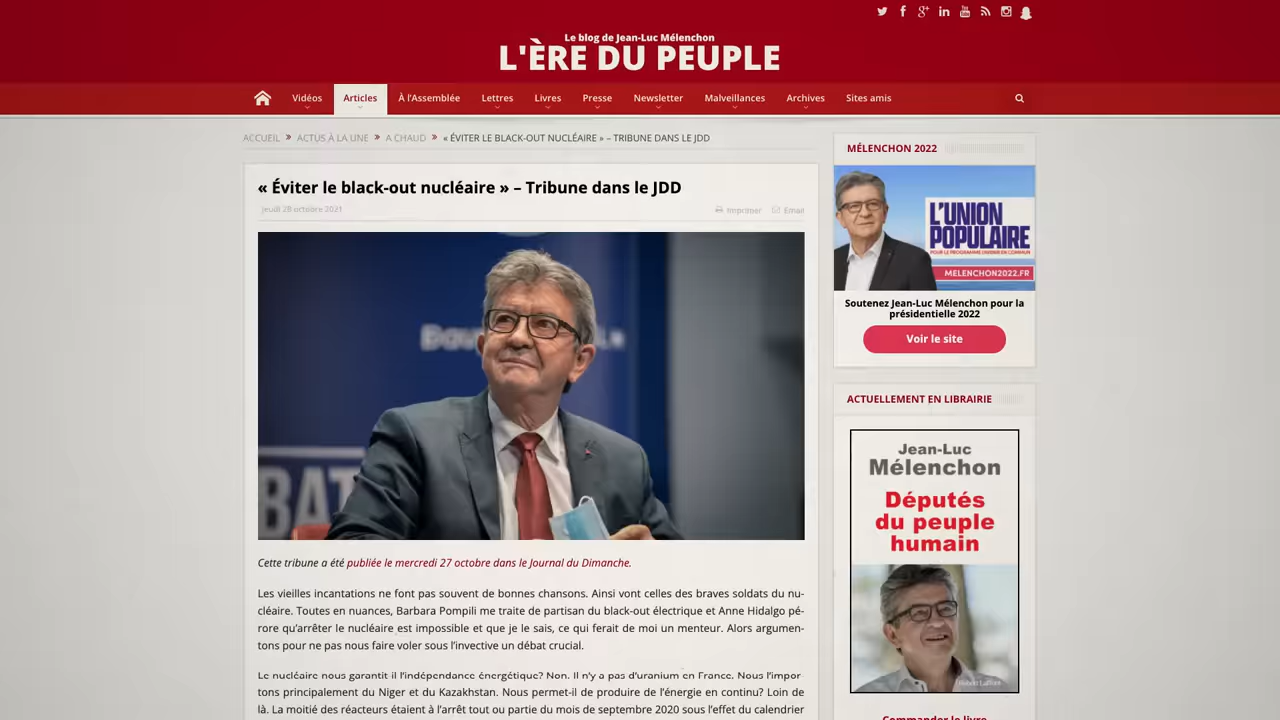 Le blog de Jean-Luc Mélenchon
L'ÈRE DU PEUPLE
Vidéos
Articles
À l'Assemblée
Lettres
Livres
Presse
Newsletter
Malveillances
Archives
Sites amis
ACCUEIL » ACTUS À LA UNE » A CHAUD » « ÉVITER LE BLACK-OUT NUCLÉAIRE » – TRIBUNE DANS LE JDD
« Éviter le black-out nucléaire » – Tribune dans le JDD
jeudi 28 octobre 2021
Imprimer
Email
Cette tribune a été publiée le mercredi 27 octobre dans le Journal du Dimanche.
Les vieilles incantations ne font pas souvent de bonnes chansons. Ainsi vont celles des braves soldats du nu-
cléaire. Toutes en nuances, Barbara Pompili me traite de partisan du black-out électrique et Anne Hidalgo pé-
rore qu'arrêter le nucléaire est impossible et que je le sais, ce qui ferait de moi un menteur. Alors argumen-
tons pour ne pas nous faire voler sous l'invective un débat crucial.
Le nucléaire nous garantit il l'indépendance énergétique? Non. Il n'y a pas d'uranium en France. Nous l'impor-
tons principalement du Niger et du Kazakhstan. Nous permet-il de produire de l'énergie en continu? Loin de
là. La moitié des réacteurs étaient à l'arrêt tout ou partie du mois de septembre 2020 sous l'effet du calendrier
MÉLENCHON 2022
L'UNION
POPULAIRE
MELENCHON2022.FR
Soutenez Jean-Luc Mélenchon pour la
présidentielle 2022
Voir le site
ACTUELLEMENT EN LIBRAIRIE
Jean-Luc
Mélenchon
Députés
du peuple
humain
Robert Laffont
Commander le livre